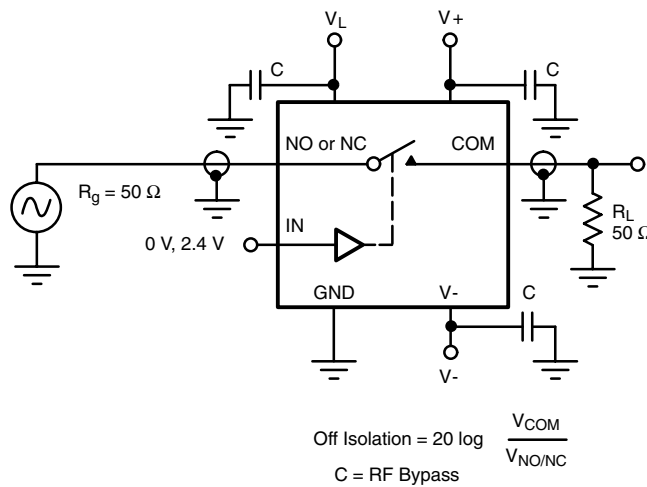 V_L
V+
C
C
NO or NC
COM
R_g = 50 Ω
R_L
50 Ω
IN
0 V, 2.4 V
GND
V-
C
V-
Off Isolation = 20 log V_COM / V_NO/NC
C = RF Bypass